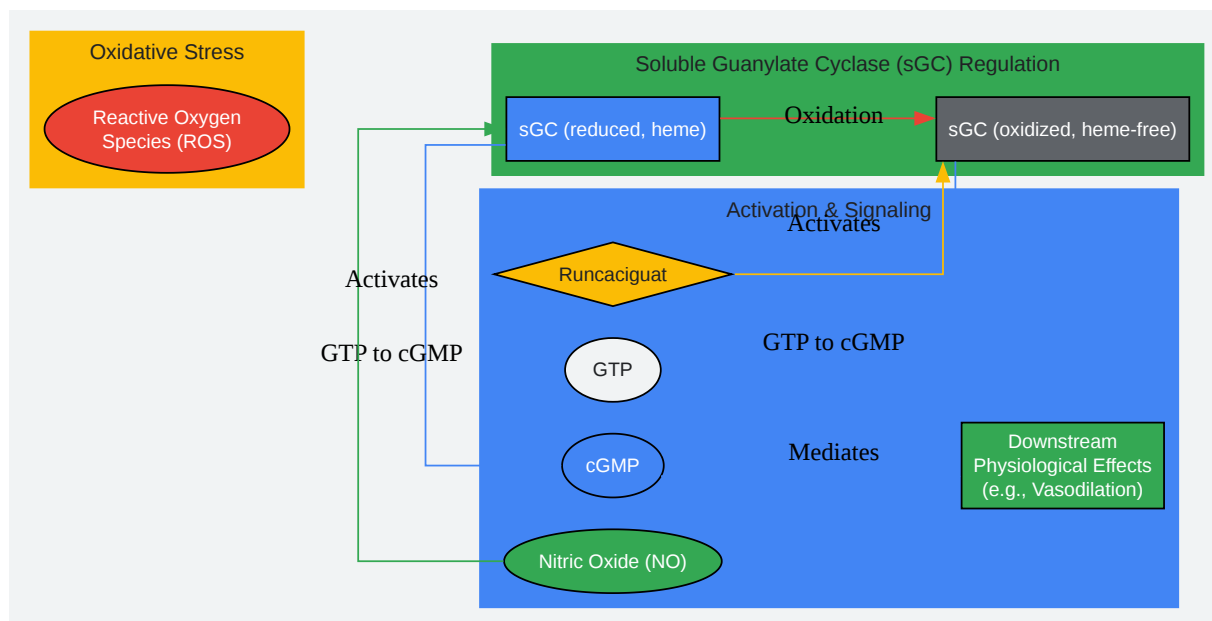 Oxidative Stress
Reactive Oxygen
Species (ROS)
Soluble Guanylate Cyclase (sGC) Regulation
sGC (reduced, heme)
Oxidation
sGC (oxidized, heme-free)
Activation & Signaling
Activates
Runcaciguat
Activates
GTP to cGMP
GTP to cGMP
GTP
cGMP
Mediates
Downstream
Physiological Effects
(e.g., Vasodilation)
Nitric Oxide (NO)